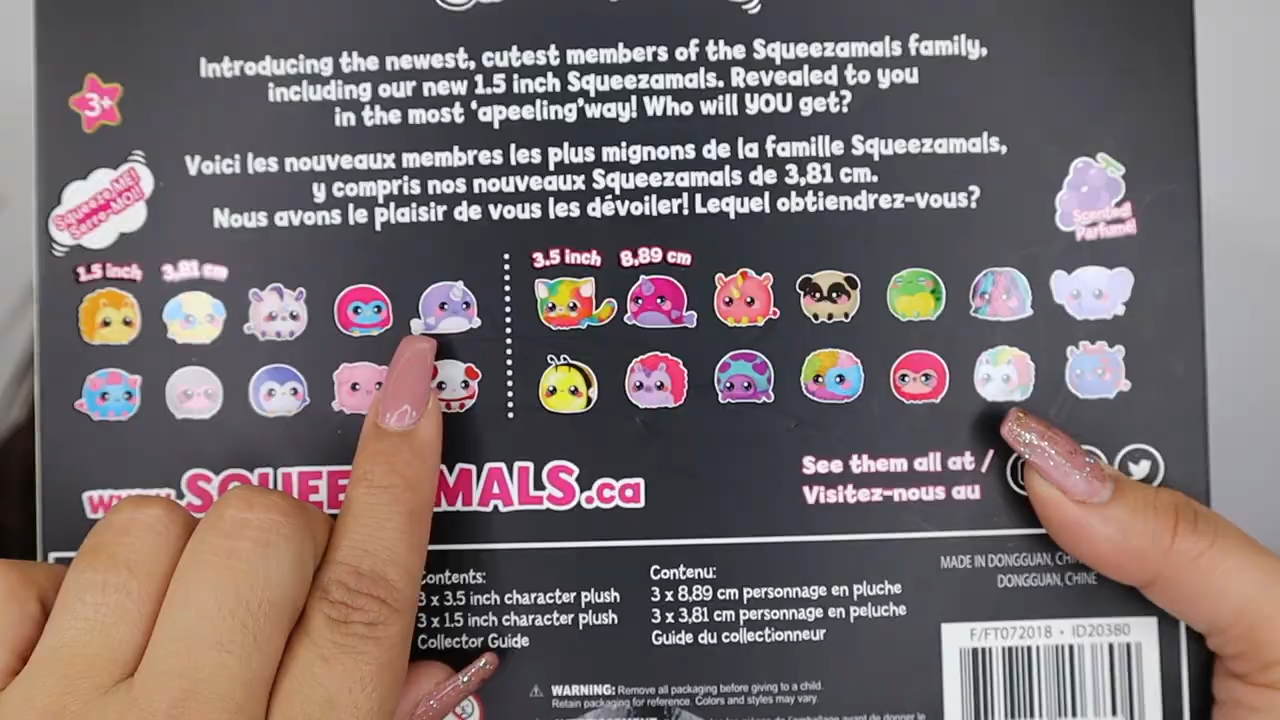 Introducing the newest, cutest members of the Squeezamals family,
including our new 1.5 inch Squeezamals. Revealed to you
in the most 'apeeling'way! Who will YOU get?
3+
Voici les nouveaux membres les plus mignons de la famille Squeezamals,
y compris nos nouveaux Squeezamals de 3,81 cm.
Nous avons le plaisir de vous les dévoiler! Lequel obtiendrez-vous?
Squeeze ME!
Serre-MOI!
Scented!
Parfumé!
1.5 inch 3,81 cm
3.5 inch 8,89 cm
www. MALS.ca
See them all at /
Visitez-nous au
Contents:
3 x 3.5 inch character plush
3 x 1.5 inch character plush
Collector Guide
Contenu:
3 x 8,89 cm personnage en pluche
3 x 3,81 cm personnage en peluche
Guide du collectionneur
MADE IN DONGGUAN,
DONGGUAN, CHINE
F/FT072018 • ID20380
WARNING: Remove all packaging before giving to a child.
Retain packaging for reference. Colors and styles may vary.